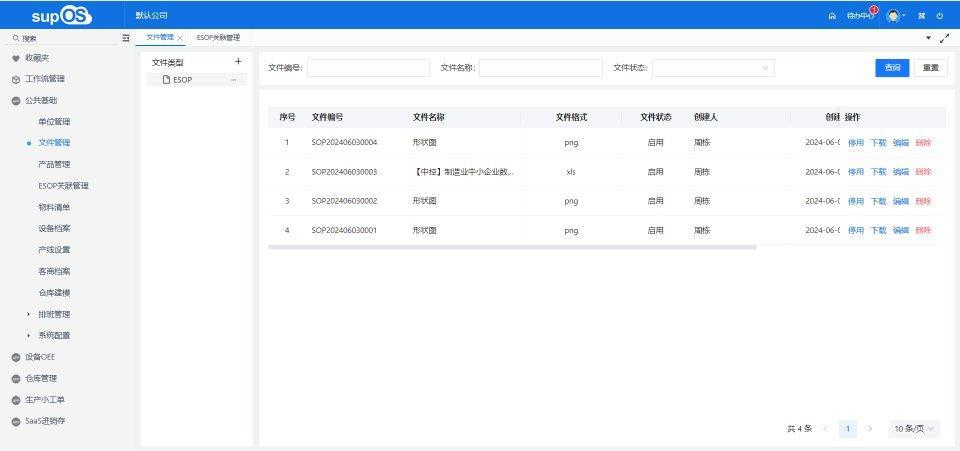 supOS
默认公司
待办中心
1
搜索
收藏夹
工作流管理
公共基础
单位管理
文件管理
产品管理
ESOP关联管理
物料清单
设备档案
产线设置
客商档案
仓库建模
排班管理
系统配置
设备OEE
仓库管理
生产小工单
SaaS进销存
文件管理
ESOP关联管理
文件类型 +
ESOP ...
文件编号:
文件名称:
文件状态:
查询 重置
序号 文件编号 文件名称 文件格式 文件状态 创建人 创建 操作
1 SOP202406030004 形状图 png 启用 周栋 2024-06-0 停用 下载 编辑 删除
2 SOP202406030003 【中控】制造业中小企业数... xls 启用 周栋 2024-06-0 停用 下载 编辑 删除
3 SOP202406030002 形状图 png 启用 周栋 2024-06-0 停用 下载 编辑 删除
4 SOP202406030001 形状图 png 启用 周栋 2024-06-0 停用 下载 编辑 删除
共 4 条 1 10 条/页